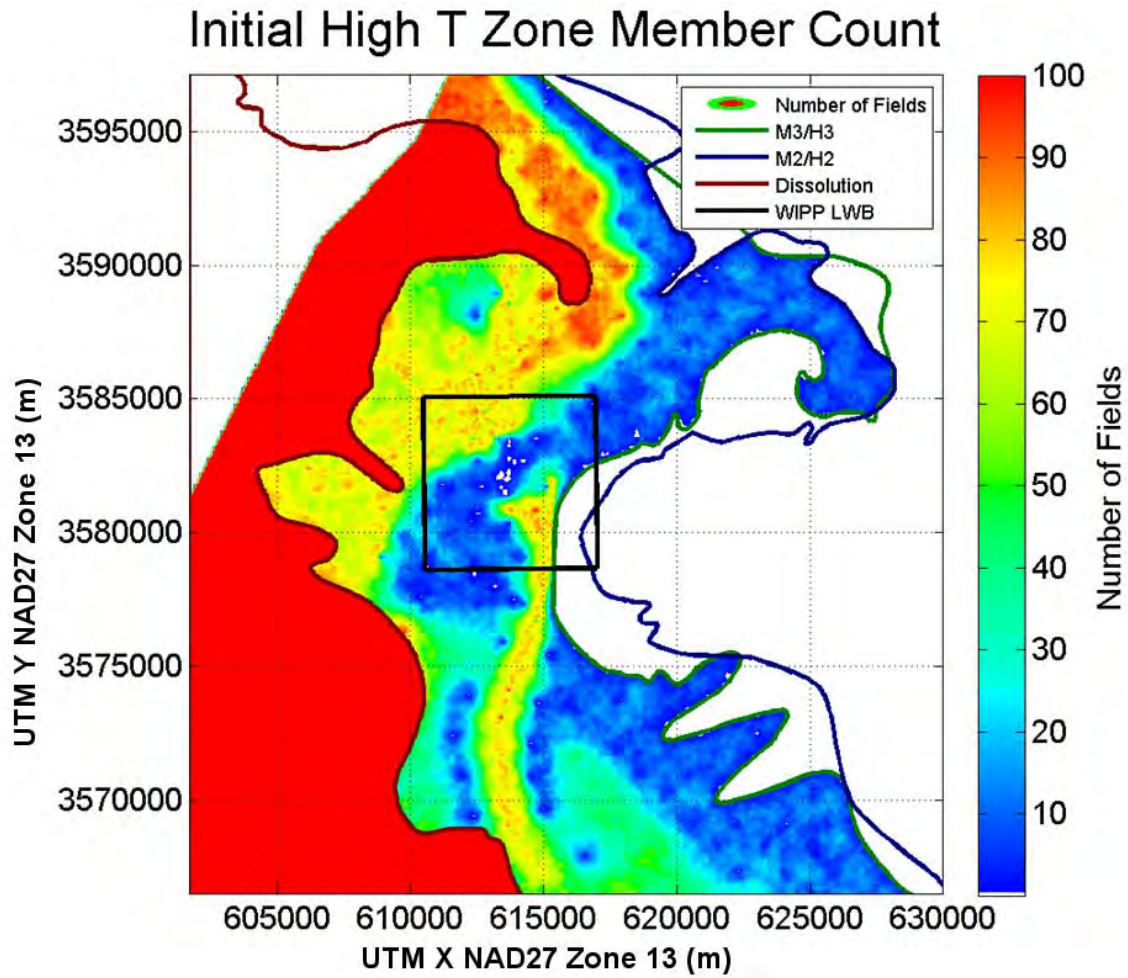 Initial High T Zone Member Count
Number of Fields
M3/H3
M2/H2
Dissolution
WIPP LWB
3595000
3590000
3585000
3580000
3575000
3570000
UTM Y NAD27 Zone 13 (m)
605000 610000 615000 620000 625000 630000
UTM X NAD27 Zone 13 (m)
100
90
80
70
60
50
40
30
20
10
Number of Fields